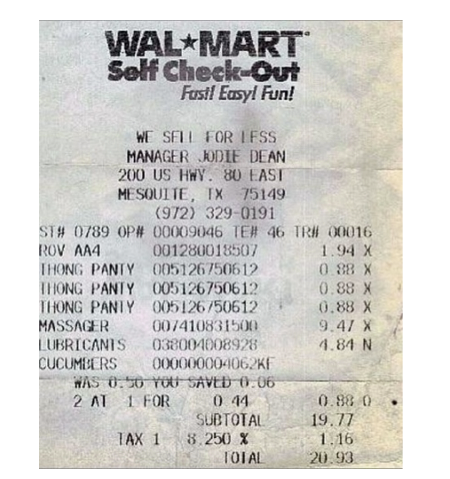 WAL★MART
Self Check-Out
Fast! Easy! Fun!
WE SELL FOR LESS
MANAGER JODIE DEAN
200 US HWY. 80 EAST
MESQUITE, TX 75149
(972) 329-0191
ST# 0789 OP# 00009046 TE# 46 TR# 00016
ROV AA4 001280018507 1.94 X
THONG PANTY 005126750612 0.88 X
THONG PANTY 005126750612 0.88 X
THONG PANTY 005126750612 0.88 X
MASSAGER 007410831500 9.47 X
LUBRICANTS 038004008928 4.84 N
CUCUMBERS 000000004062KF
WAS 0.50 YOU SAVED 0.06
2 AT 1 FOR 0 44 0.88 O
SUBTOTAL 19.77
TAX 1 8.250 % 1.16
TOTAL 20.93